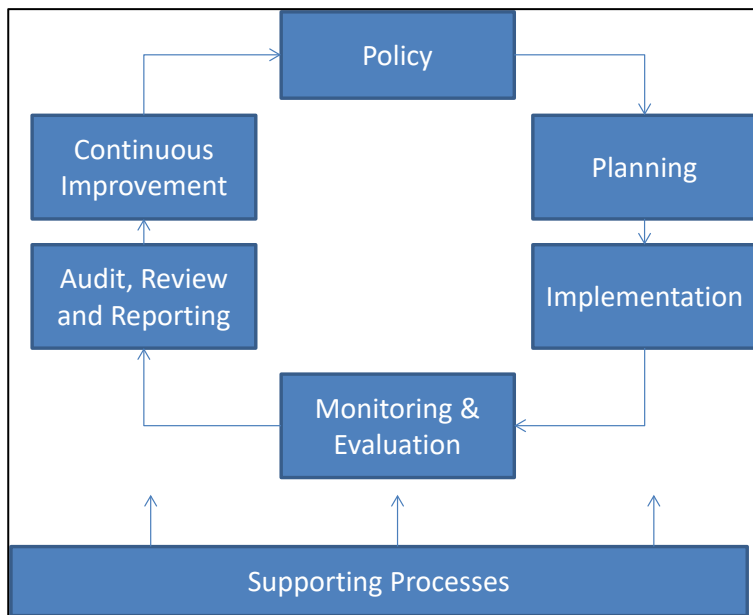 Policy
Continuous
Improvement
Planning
Audit, Review
and Reporting
Implementation
Monitoring &
Evaluation
Supporting Processes